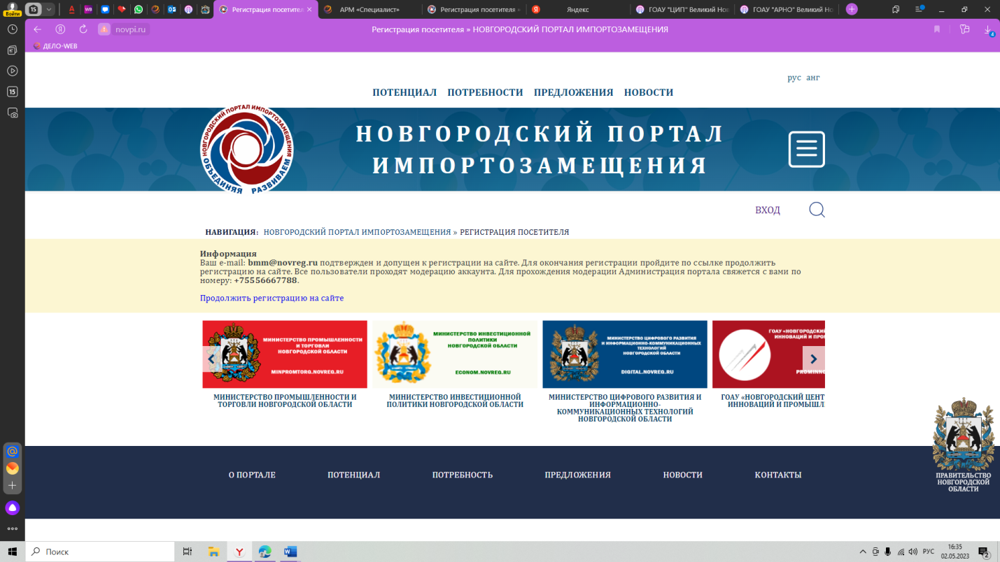 Войти
15
Регистрация посетител
АРМ «Специалист»
Регистрация посетителя »
Яндекс
ГОАУ "ЦИП" Великий Нов
ГОАУ "АРНО" Великий Но
novpi.ru
Регистрация посетителя » НОВГОРОДСКИЙ ПОРТАЛ ИМПОРТОЗАМЕЩЕНИЯ
4
ДЕЛО-WEB
15
рус анг
ПОТЕНЦИАЛ ПОТРЕБНОСТИ ПРЕДЛОЖЕНИЯ НОВОСТИ
НОВГОРОДСКИЙ ПОРТАЛ ИМПОРТОЗАМЕЩЕНИЯ
ОБЪЕДИНЯЯ РАЗВИВАЕМ
НОВГОРОДСКИЙ ПОРТАЛ
ИМПОРТОЗАМЕЩЕНИЯ
ВХОД
НАВИГАЦИЯ: НОВГОРОДСКИЙ ПОРТАЛ ИМПОРТОЗАМЕЩЕНИЯ » РЕГИСТРАЦИЯ ПОСЕТИТЕЛЯ
Информация
Ваш e-mail: bmm@novreg.ru подтвержден и допущен к регистрации на сайте. Для окончания регистрации пройдите по ссылке продолжить
регистрацию на сайте. Все пользователи проходят модерацию аккаунта. Для прохождения модерации Администрация портала свяжется с вами по
номеру: +75556667788.
Продолжить регистрацию на сайте
МИНИСТЕРСТВО ПРОМЫШЛЕННОСТИ
И ТОРГОВЛИ
НОВГОРОДСКОЙ ОБЛАСТИ
MINPROMTORG.NOVREG.RU
МИНИСТЕРСТВО ИНВЕСТИЦИОННОЙ
ПОЛИТИКИ
НОВГОРОДСКОЙ ОБЛАСТИ
ECONOM.NOVREG.RU
МИНИСТЕРСТВО ЦИФРОВОГО РАЗВИТИЯ
И ИНФОРМАЦИОННО-КОММУНИКАЦИОННЫХ
ТЕХНОЛОГИЙ
НОВГОРОДСКОЙ ОБЛАСТИ
DIGITAL.NOVREG.RU
ГОАУ «НОВГОРОДСКИЙ
ИННОВАЦИЙ И ПРО
PROMINNO
МИНИСТЕРСТВО ПРОМЫШЛЕННОСТИ И
ТОРГОВЛИ НОВГОРОДСКОЙ ОБЛАСТИ
МИНИСТЕРСТВО ИНВЕСТИЦИОННОЙ
ПОЛИТИКИ НОВГОРОДСКОЙ ОБЛАСТИ
МИНИСТЕРСТВО ЦИФРОВОГО РАЗВИТИЯ И
ИНФОРМАЦИОННО-
КОММУНИКАЦИОННЫХ ТЕХНОЛОГИЙ
НОВГОРОДСКОЙ ОБЛАСТИ
ГОАУ «НОВГОРОДСКИЙ ЦЕНТ
ИННОВАЦИЙ И ПРОМЫШЛ
ПРАВИТЕЛЬСТВО
НОВГОРОДСКОЙ
ОБЛАСТИ
О ПОРТАЛЕ ПОТЕНЦИАЛ ПОТРЕБНОСТЬ ПРЕДЛОЖЕНИЯ НОВОСТИ КОНТАКТЫ
Поиск
РУС
16:35
02.05.2023
2